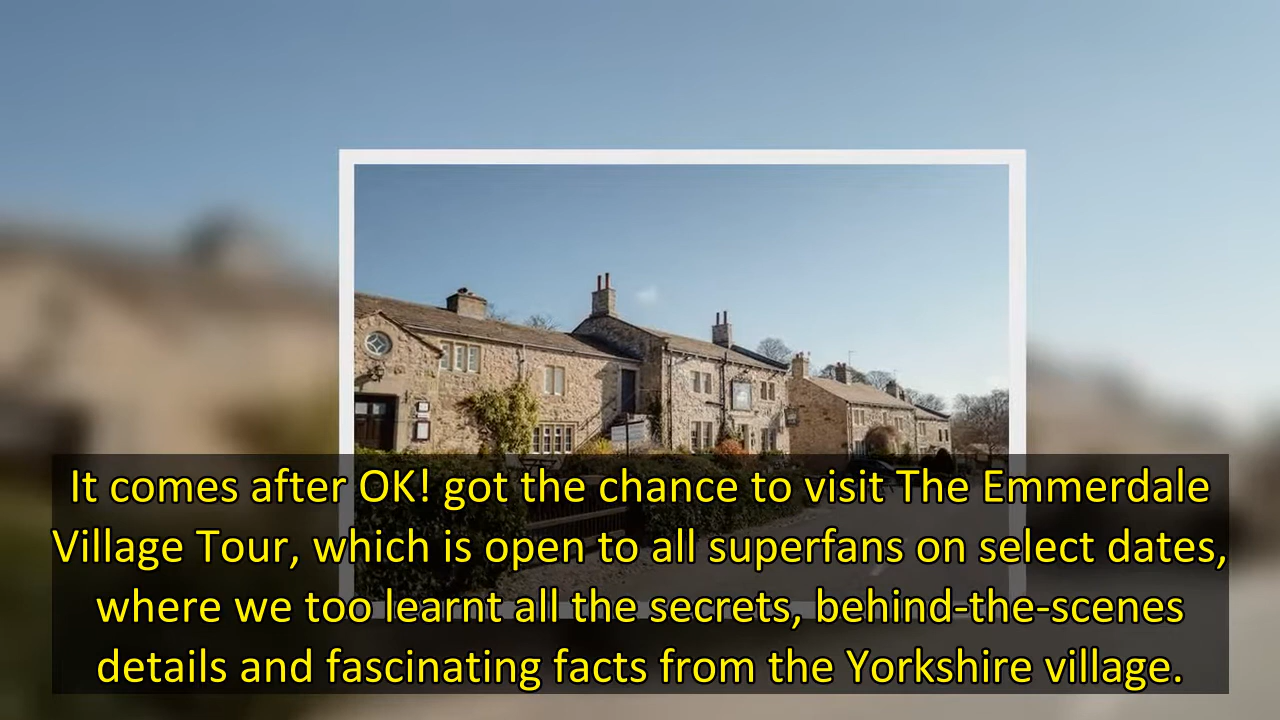 It comes after OK! got the chance to visit The Emmerdale
Village Tour, which is open to all superfans on select dates,
where we too learnt all the secrets, behind-the-scenes
details and fascinating facts from the Yorkshire village.